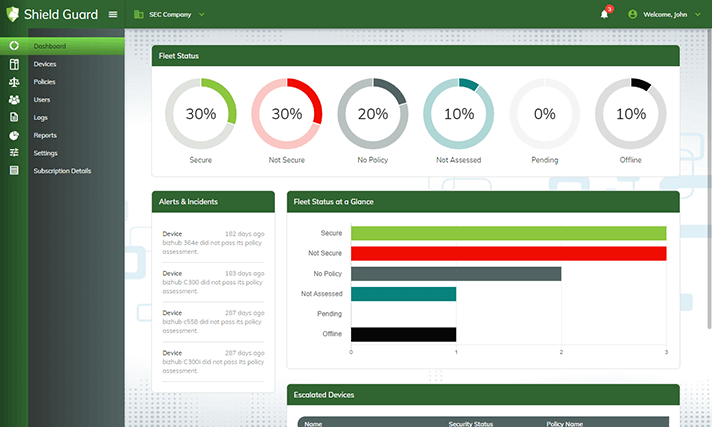 Shield Guard
SEC Company
3
Welcome, John
Dashboard
Devices
Policies
Users
Logs
Reports
Settings
Subscription Details
Fleet Status
30%
30%
20%
10%
0%
10%
Secure
Not Secure
No Policy
Not Assessed
Pending
Offline
Alerts & Incidents
Device 182 days ago
bizhub 364e did not pass its policy
assessment.
Device 183 days ago
bizhub C300 did not pass its policy
assessment.
Device 287 days ago
bizhub c558 did not pass its policy
assessment.
Device 287 days ago
bizhub C300i did not pass its policy
assessment.
Fleet Status at a Glance
Secure
Not Secure
No Policy
Not Assessed
Pending
Offline
0 1 2 3
Escalated Devices
Name Security Status Policy Name